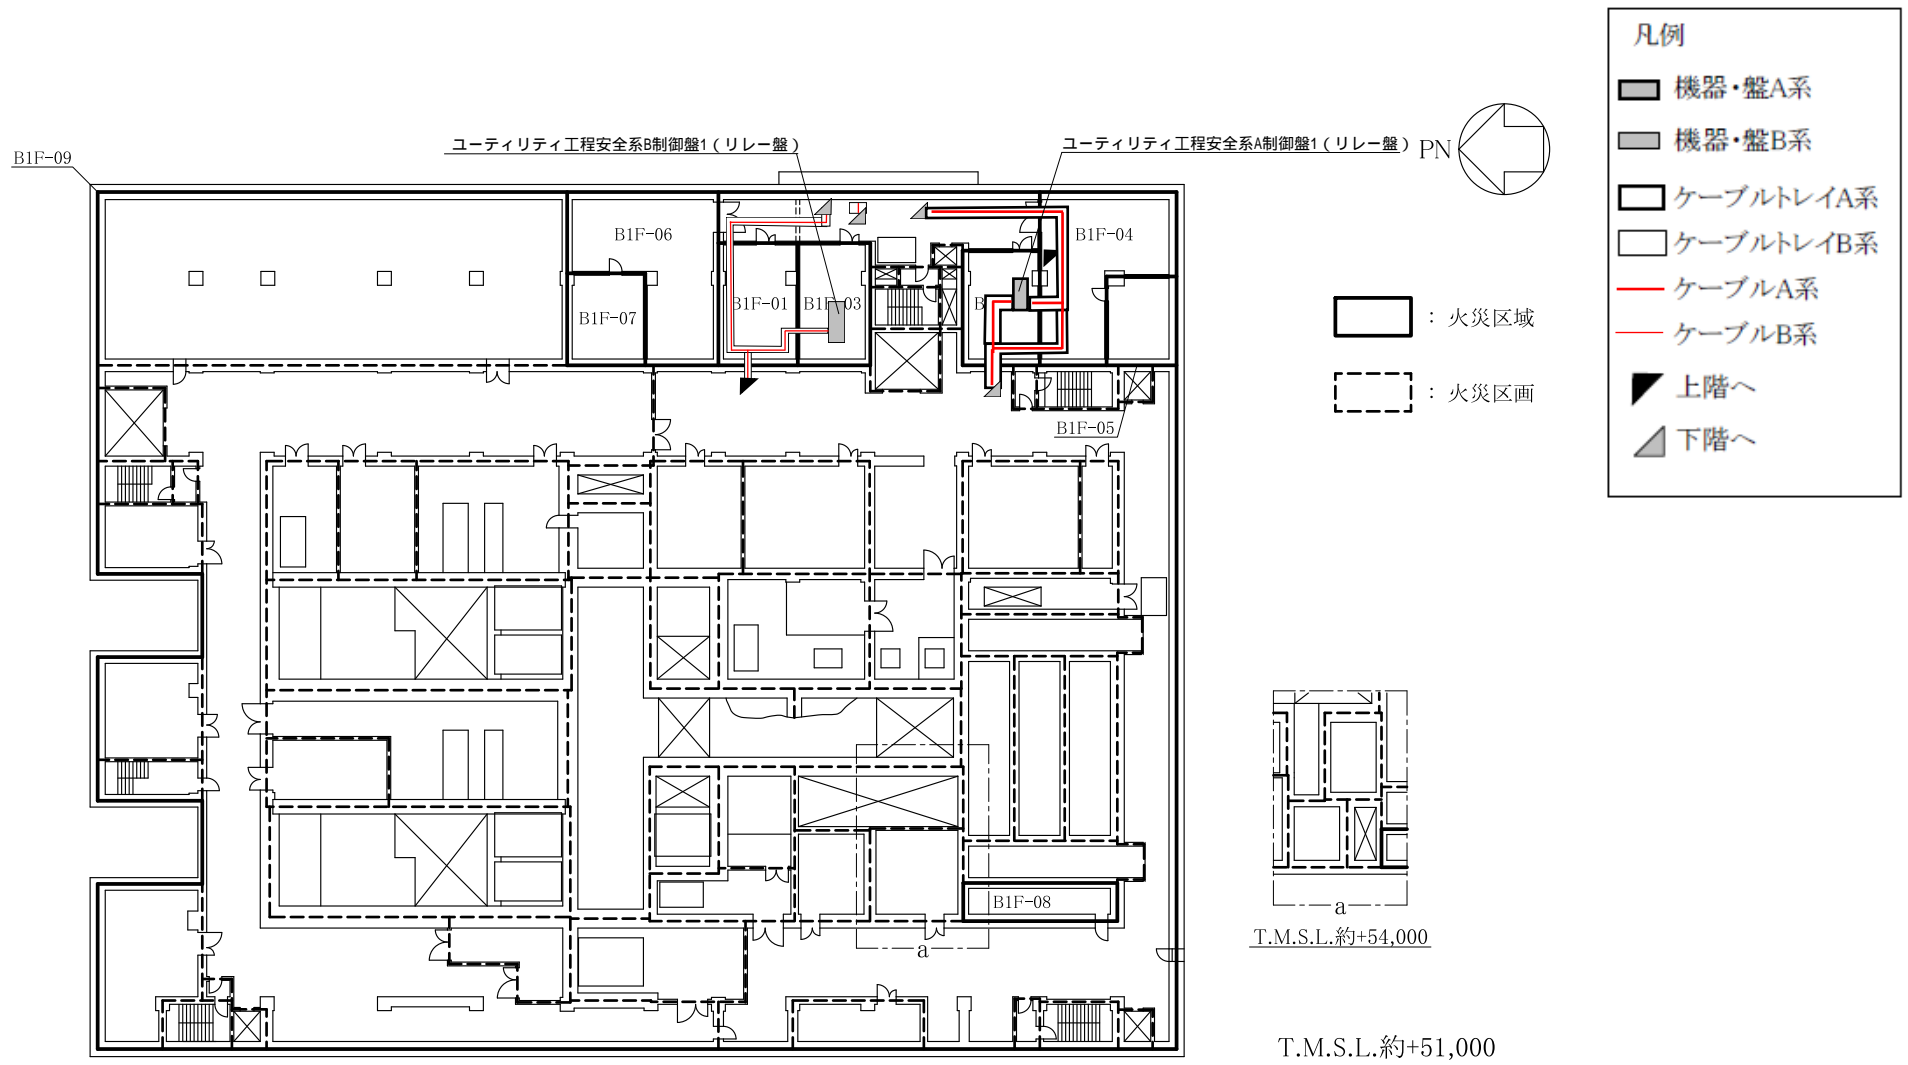 凡例
機器・盤A系
機器・盤B系
ケーブルトレイA系
ケーブルトレイB系
ケーブルA系
ケーブルB系
上階へ
下階へ
ユーティリティ工程安全系B制御盤1(リレー盤)
ユーティリティ工程安全系A制御盤1(リレー盤)
PN
B1F-09
B1F-06
B1F-04
B1F-01
B1F-03
B
B1F-07
:火災区域
:火災区画
B1F-05
B1F-08
a
a
T.M.S.L.約+54,000
T.M.S.L.約+51,000